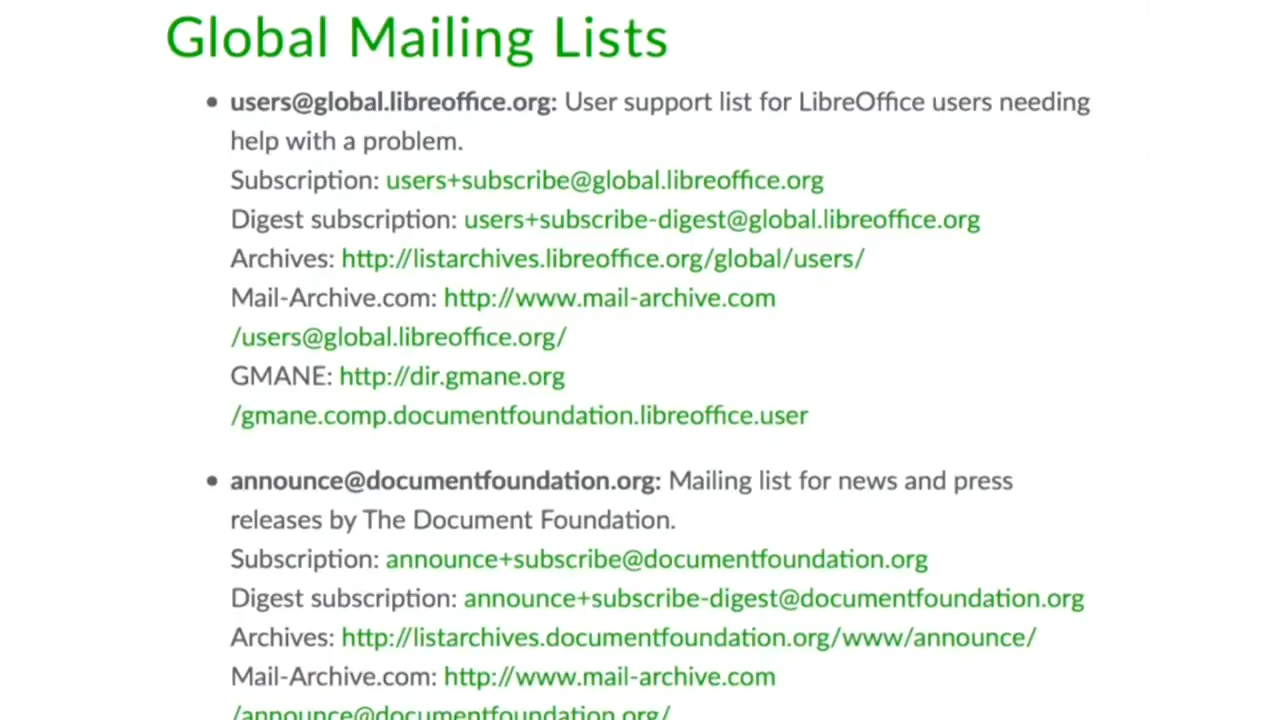 Global Mailing Lists
users@global.libreoffice.org: User support list for LibreOffice users needing
help with a problem.
Subscription: users+subscribe@global.libreoffice.org
Digest subscription: users+subscribe-digest@global.libreoffice.org
Archives: http://listarchives.libreoffice.org/global/users/
Mail-Archive.com: http://www.mail-archive.com
/users@global.libreoffice.org/
GMANE: http://dir.gmane.org
/gmane.comp.documentfoundation.libreoffice.user
announce@documentfoundation.org: Mailing list for news and press
releases by The Document Foundation.
Subscription: announce+subscribe@documentfoundation.org
Digest subscription: announce+subscribe-digest@documentfoundation.org
Archives: http://listarchives.documentfoundation.org/www/announce/
Mail-Archive.com: http://www.mail-archive.com
/announce@documentfoundation.org/